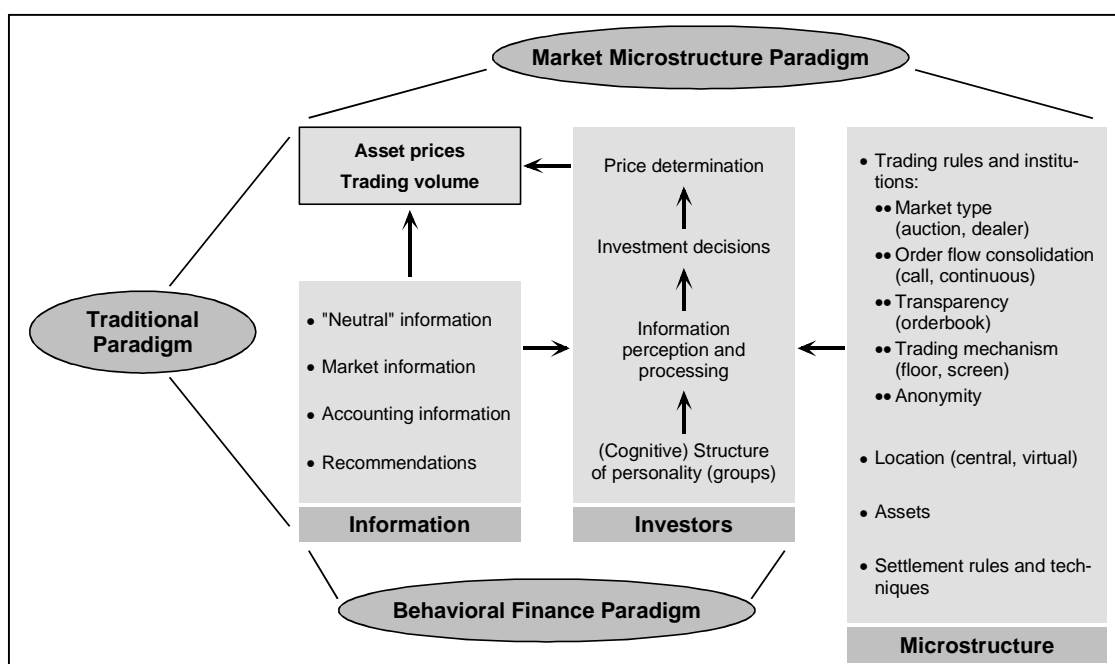 Market Microstructure Paradigm
Asset prices
Trading volume
Traditional
Paradigm
• "Neutral" information
• Market information
• Accounting information
• Recommendations
Information
Price determination
Investment decisions
Information
perception and
processing
(Cognitive) Structure
of personality (groups)
Investors
• Trading rules and institu-
tions:
•• Market type
(auction, dealer)
•• Order flow consolidation
(call, continuous)
•• Transparency
(orderbook)
•• Trading mechanism
(floor, screen)
•• Anonymity
• Location (central, virtual)
• Assets
• Settlement rules and tech-
niques
Microstructure
Behavioral Finance Paradigm